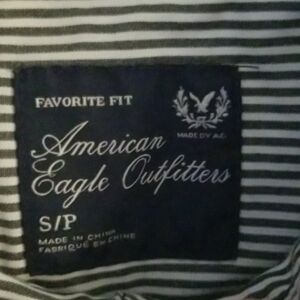 FAVORITE FIT
MADE BY A.E.
American
Eagle Outfitters
S/P
MADE IN CHINA
FABRIQUÉ EN CHINE